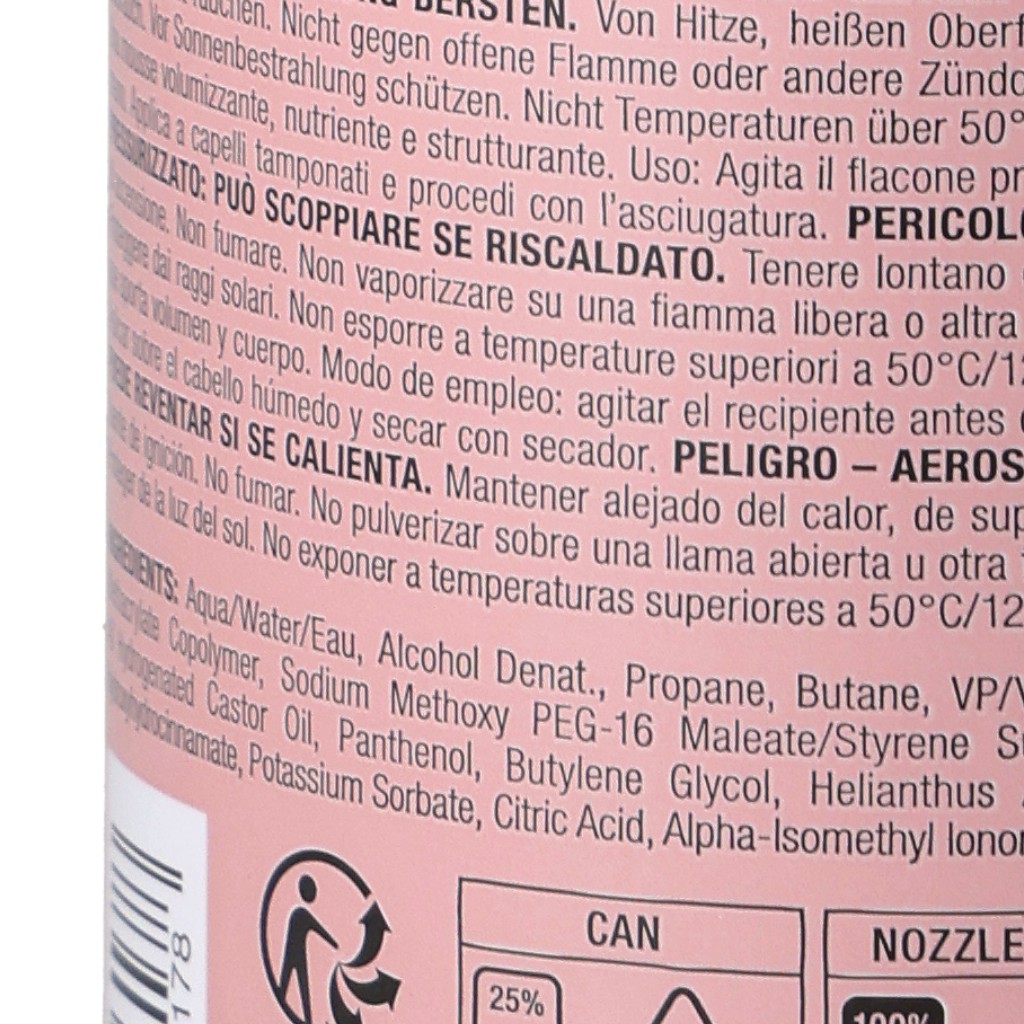 BERSTEN. Von Hitze, heißen
Nicht gegen offene Flamme oder andere
Vor Sonnenbestrahlung schützen. Nicht Temperaturen über 50°
mousse volumizzante, nutriente e strutturante. Uso: Agita il flacone
Applica a capelli tamponati e procedi con l'asciugatura. PERICOLO
PUÒ SCOPPIARE SE RISCALDATO. Tenere lontano
Non fumare. Non vaporizzare su una fiamma libera o altra
dai raggi solari. Non esporre a temperature superiori a 50°C/12
volumen y cuerpo. Modo de empleo: agitar el recipiente antes
sobre el cabello húmedo y secar con secador. PELIGRO – AEROS
REVENTAR SI SE CALIENTA. Mantener alejado del calor, de sup
de ignición. No fumar. No pulverizar sobre una llama abierta u otra
de la luz del sol. No exponer a temperaturas superiores a 50°C/12
INGREDIENTS: Aqua/Water/Eau, Alcohol Denat., Propane, Butane, VP/V
Copolymer, Sodium Methoxy PEG-16 Maleate/Styrene
Hydrogenated Castor Oil, Panthenol, Butylene Glycol, Helianthus
Potassium Sorbate, Citric Acid, Alpha-Isomethyl Ionon
CAN
NOZZLE
25%
100%
178